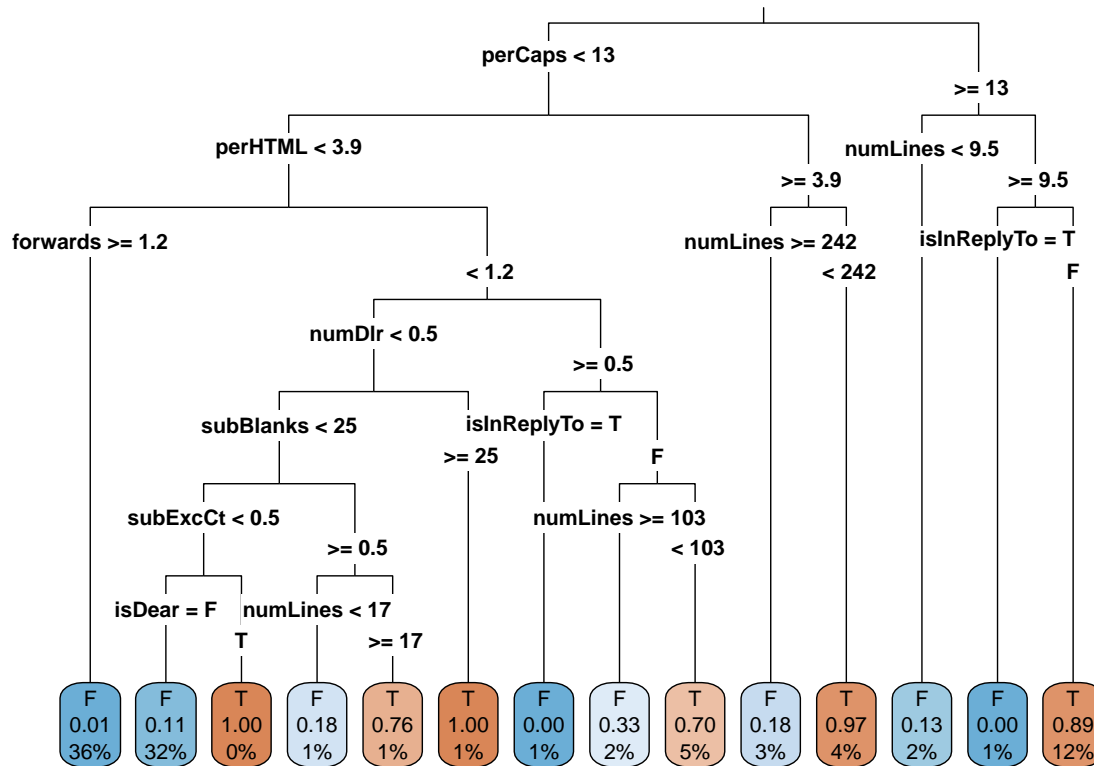 perCaps < 13
>= 13
perHTML < 3.9
numLines < 9.5
>= 3.9
>= 9.5
forwards >= 1.2
numLines >= 242
isInReplyTo = T
< 1.2
< 242
F
numDlr < 0.5
>= 0.5
subBlanks < 25
isInReplyTo = T
>= 25
F
subExcCt < 0.5
numLines >= 103
>= 0.5
< 103
isDear = F
numLines < 17
T
>= 17
F F T F T T F F T F T F F T
0.01 0.11 1.00 0.18 0.76 1.00 0.00 0.33 0.70 0.18 0.97 0.13 0.00 0.89
36% 32% 0% 1% 1% 1% 1% 2% 5% 3% 4% 2% 1% 12%